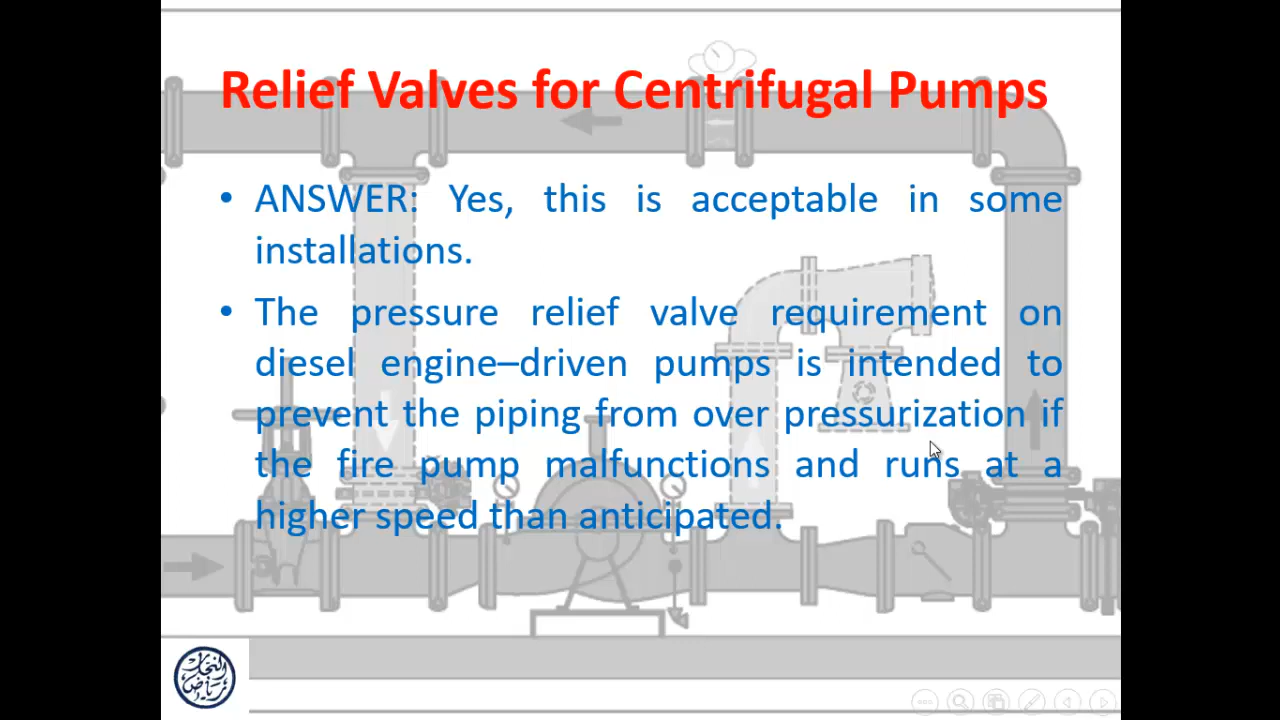 Relief Valves for Centrifugal Pumps
• ANSWER: Yes, this is acceptable in some
installations.
• The pressure relief valve requirement on
diesel engine–driven pumps is intended to
prevent the piping from over pressurization if
the fire pump malfunctions and runs at a
higher speed than anticipated.
النجار
رياض